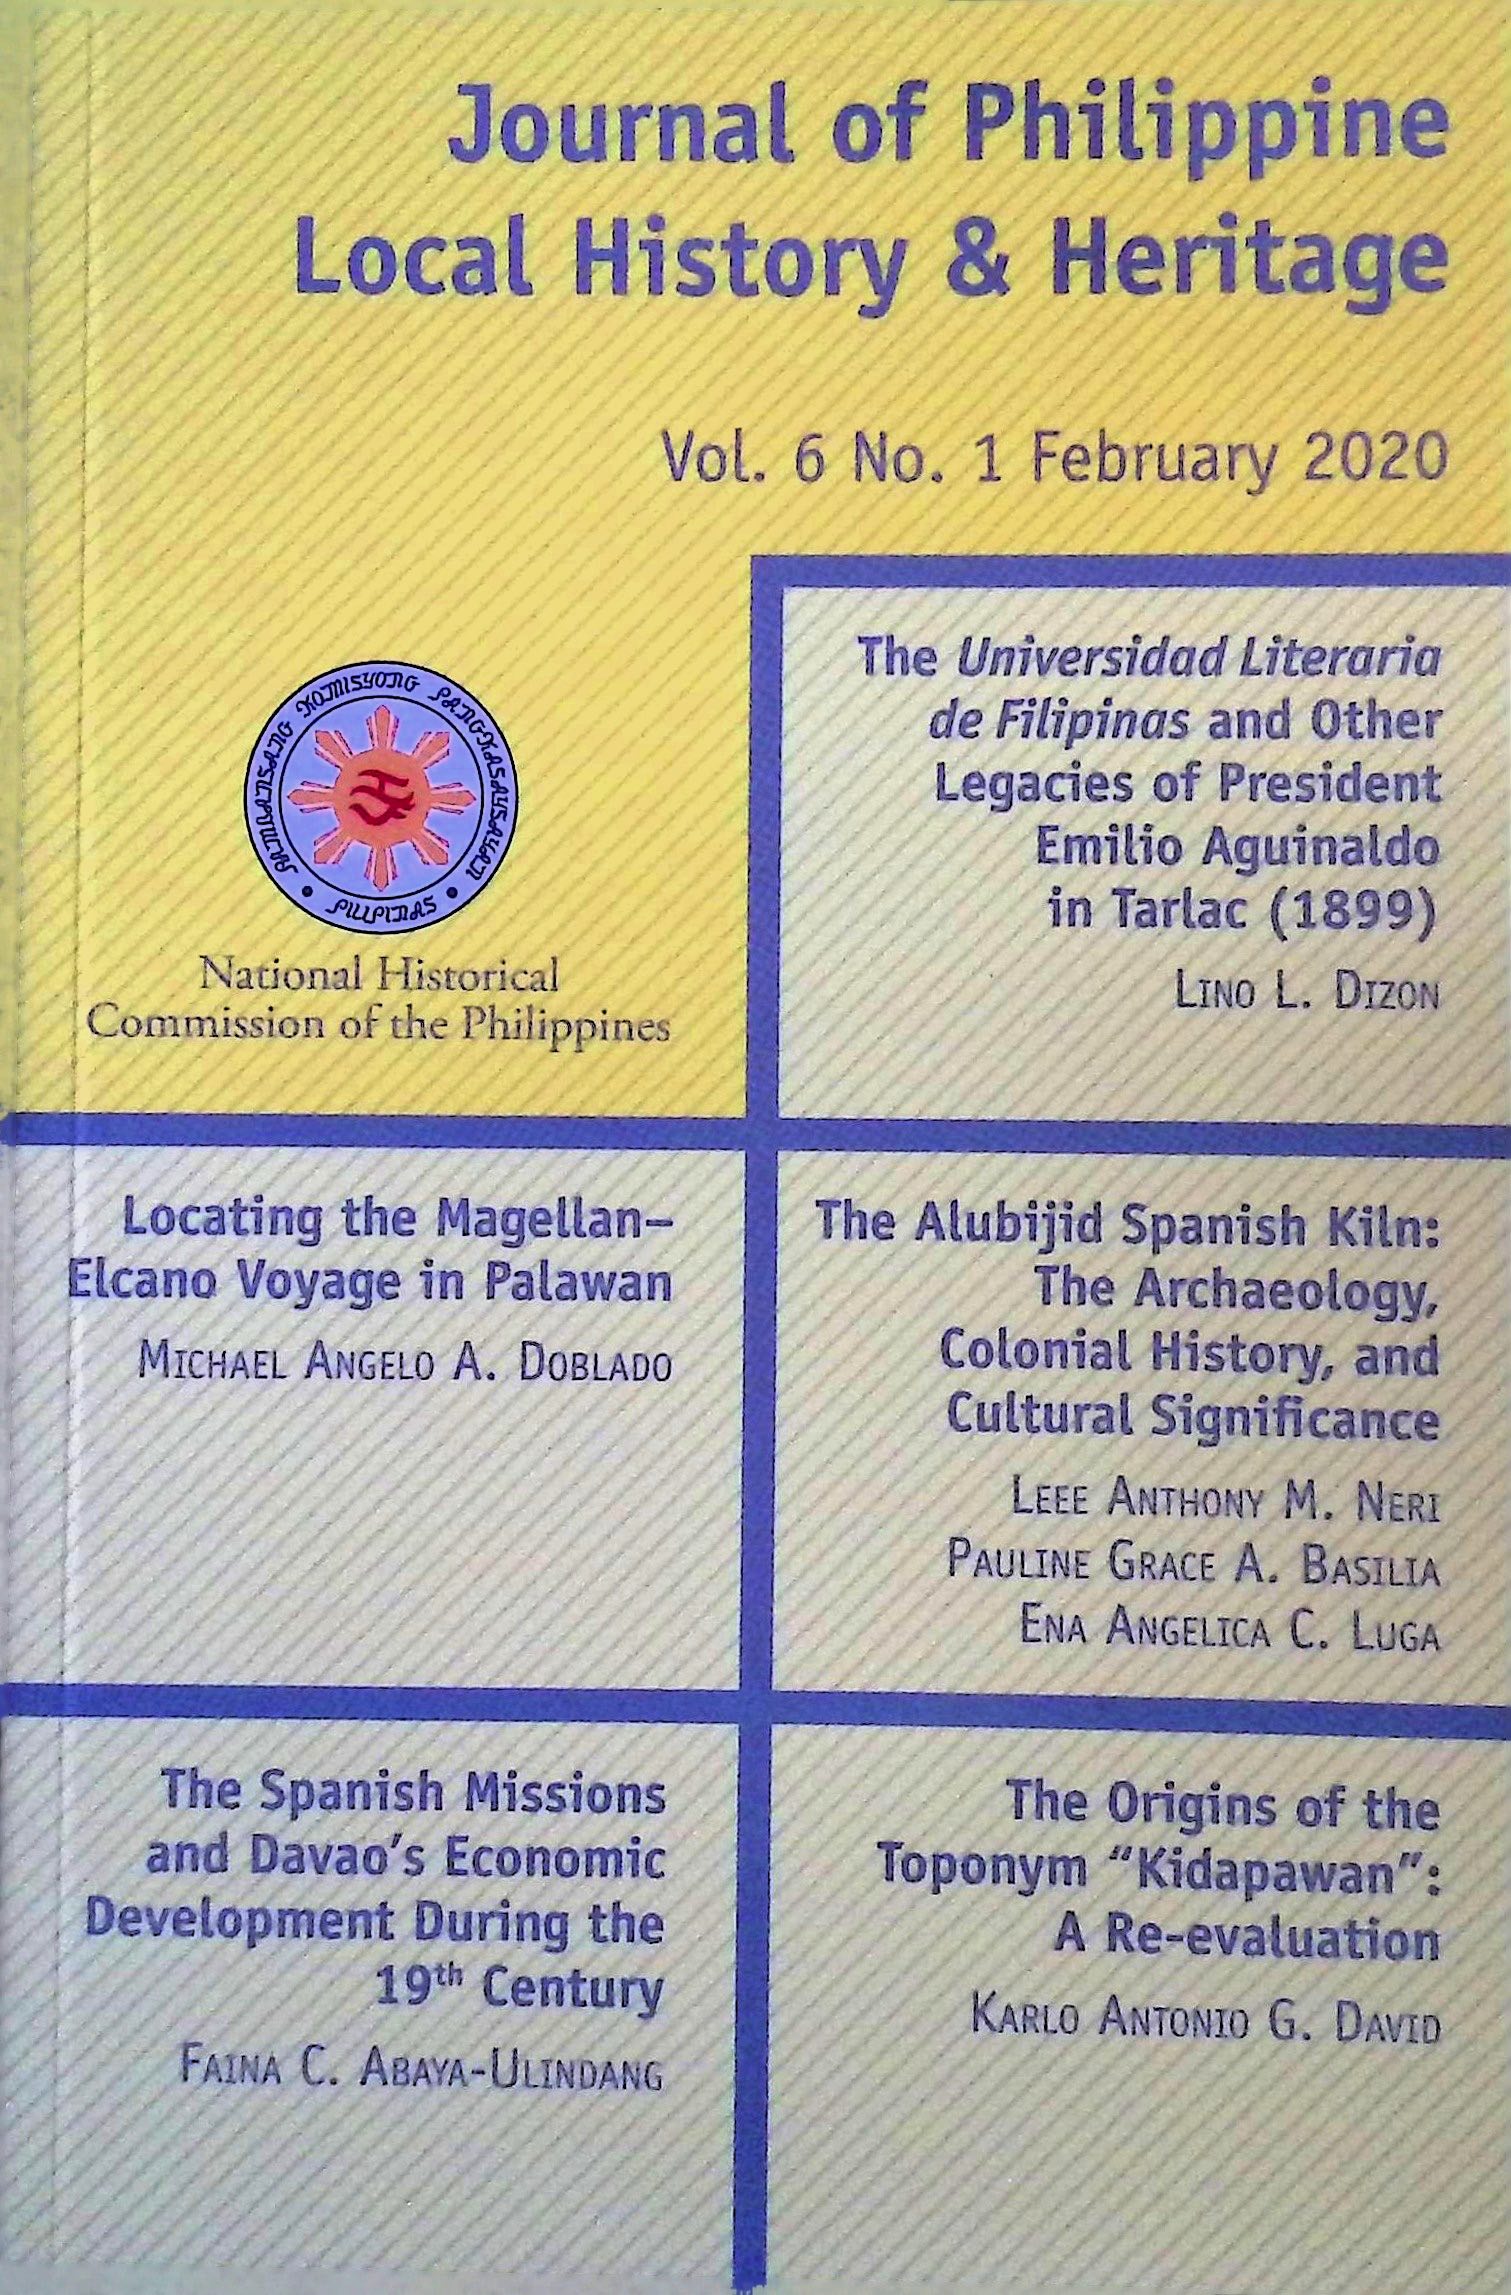 Journal of Philippine
Local History & Heritage
Vol. 6 No. 1 February 2020
PAMBANSANG KOMISYONG PANGKASAYSAYAN
PILIPINAS
National Historical
Commission of the Philippines
The Universidad Literaria
de Filipinas and Other
Legacies of President
Emilio Aguinaldo
in Tarlac (1899)
LINO L. DIZON
Locating the Magellan–
Elcano Voyage in Palawan
MICHAEL ANGELO A. DOBLADO
The Alubijid Spanish Kiln:
The Archaeology,
Colonial History, and
Cultural Significance
LEEE ANTHONY M. NERI
PAULINE GRACE A. BASILIA
ENA ANGELICA C. LUGA
The Spanish Missions
and Davao’s Economic
Development During the
19th Century
FAINA C. ABAYA-ULINDANG
The Origins of the
Toponym “Kidapawan”:
A Re-evaluation
KARLO ANTONIO G. DAVID